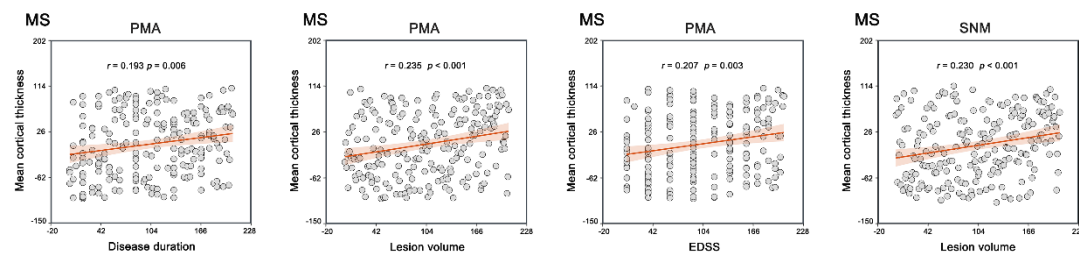 MS
PMA
r = 0.193 p = 0.006
Mean cortical thickness
202
114
26
-62
-150
-20
42
104
166
228
Disease duration
MS
PMA
r = 0.235 p < 0.001
Mean cortical thickness
202
114
26
-62
-150
-20
42
104
166
228
Lesion volume
MS
PMA
r = 0.207 p = 0.003
Mean cortical thickness
202
114
26
-62
-150
-20
42
104
166
228
EDSS
MS
SNM
r = 0.230 p < 0.001
Mean cortical thickness
202
114
26
-62
-150
-20
42
104
166
228
Lesion volume